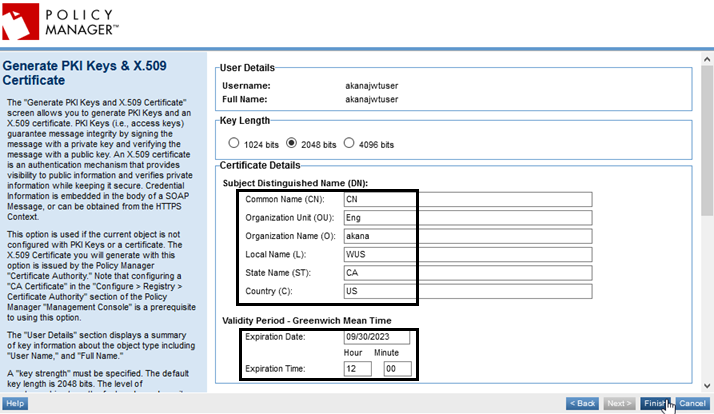 POLICY
MANAGER™
Generate PKI Keys & X.509
Certificate
The "Generate PKI Keys and X.509 Certificate"
screen allows you to generate PKI Keys and an
X.509 certificate. PKI Keys (i.e., access keys)
guarantee message integrity by signing the
message with a private key and verifying the
message with a public key. An X.509 certificate
is an authentication mechanism that provides
visibility to public information and verifies private
information while keeping it secure. Credential
Information is embedded in the body of a SOAP
Message, or can be obtained from the HTTPS
Context.
This option is used if the current object is not
configured with PKI Keys or a certificate. The
X.509 Certificate you will generate with this
option is issued by the Policy Manager
"Certificate Authority." Note that configuring a
"CA Certificate" in the "Configure > Registry >
Certificate Authority" section of the Policy
Manager "Management Console" is a prerequisite
to using this option.
The "User Details" section displays a summary
of key information about the object type including
"User Name," and "Full Name."
A "key strength" must be specified. The default
key length is 2048 bits. The level of
User Details
Username: akanajwtuser
Full Name: akanajwtuser
Key Length
1024 bits 2048 bits 4096 bits
Certificate Details
Subject Distinguished Name (DN):
Common Name (CN): CN
Organization Unit (OU): Eng
Organization Name (O): akana
Local Name (L): WUS
State Name (ST): CA
Country (C): US
Validity Period - Greenwich Mean Time
Expiration Date: 09/30/2023
Hour Minute
Expiration Time: 12 00
Help < Back Next > Finish Cancel